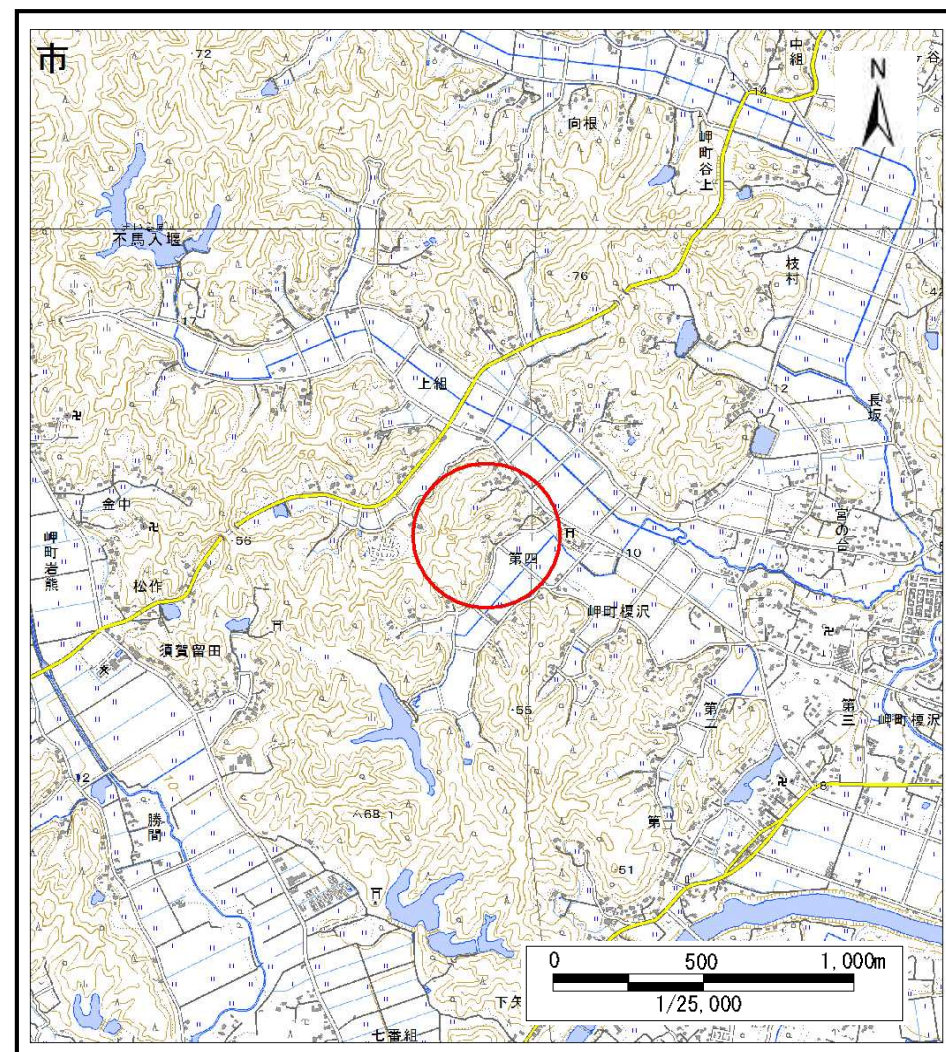 市
72
中組
谷
14
N
向根
岬町谷上
不馬入堰
76
枝村
17
上組
12
長坂
50
金中
56
宮の台
岬町岩熊
松作
第四
10
須賀留田
岬町榎沢
55
第二
第三
岬町榎沢
12
68
8
勝間
第一
51
0 500 1,000m
1/25,000
七番組